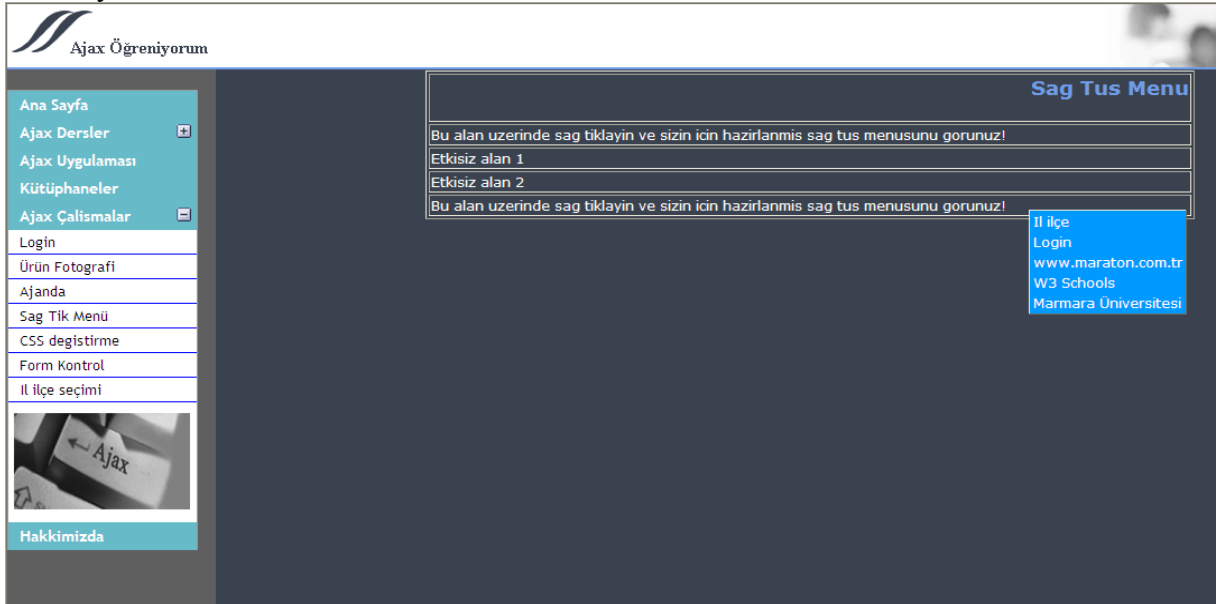 Ajax Öğreniyorum
Ana Sayfa
Ajax Dersler
Ajax Uygulaması
Kütüphaneler
Ajax Çalismalar
Login
Ürün Fotografi
Ajanda
Sag Tik Menü
CSS degistirme
Form Kontrol
Il ilçe seçimi
Ajax
Hakkimizda
Sag Tus Menu
Bu alan uzerinde sag tiklayin ve sizin icin hazirlanmis sag tus menusunu gorunuz!
Etkisiz alan 1
Etkisiz alan 2
Bu alan uzerinde sag tiklayin ve sizin icin hazirlanmis sag tus menusunu gorunuz!
Il ilçe
Login
www.maraton.com.tr
W3 Schools
Marmara Üniversitesi